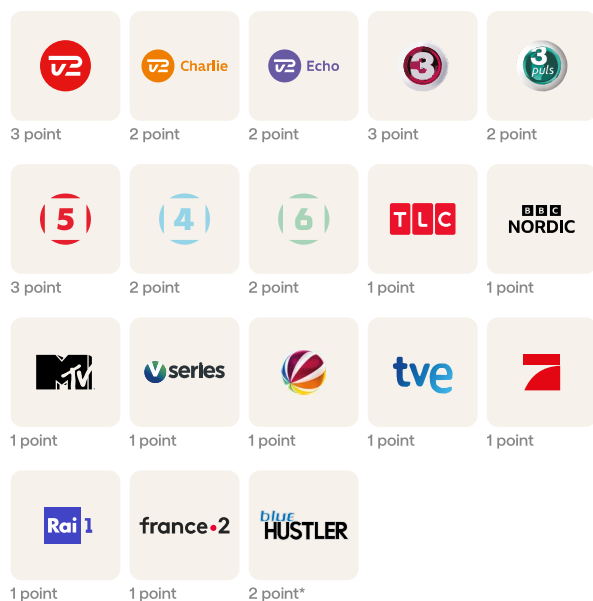 TV2
TV2 Charlie
TV2 Echo
3
3 puls
3 point
2 point
2 point
3 point
2 point
5
4
6
TLC
BBC NORDIC
3 point
2 point
2 point
1 point
1 point
MTV
V series
tve
7
1 point
1 point
1 point
1 point
1 point
Rai 1
france•2
blue HUSTLER
1 point
1 point
2 point*